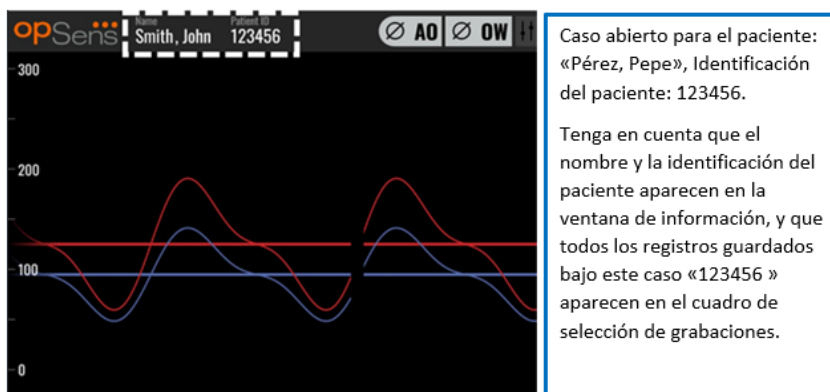 opSens
Name
Patient ID
Smith, John
123456
Ø AO
Ø OW
300
200
100
0
Caso abierto para el paciente:
«Pérez, Pepe», Identificación
del paciente: 123456.
Tenga en cuenta que el
nombre y la identificación del
paciente aparecen en la
ventana de información, y que
todos los registros guardados
bajo este caso «123456 »
aparecen en el cuadro de
selección de grabaciones.